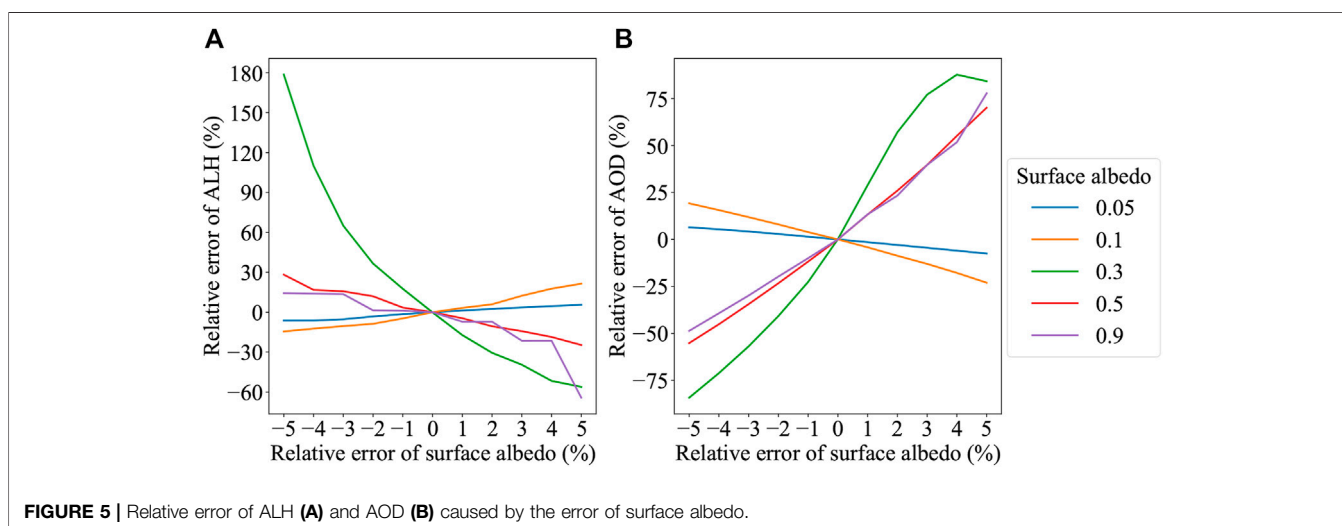 A
180
150
120
90
60
30
0
−30
−60
Relative error of ALH (%)
−5 −4 −3 −2 −1 0 1 2 3 4 5
Relative error of surface albedo (%)
B
75
50
25
0
−25
−50
−75
Relative error of AOD (%)
−5 −4 −3 −2 −1 0 1 2 3 4 5
Relative error of surface albedo (%)
Surface albedo
0.05
0.1
0.3
0.5
0.9
FIGURE 5 | Relative error of ALH (A) and AOD (B) caused by the error of surface albedo.